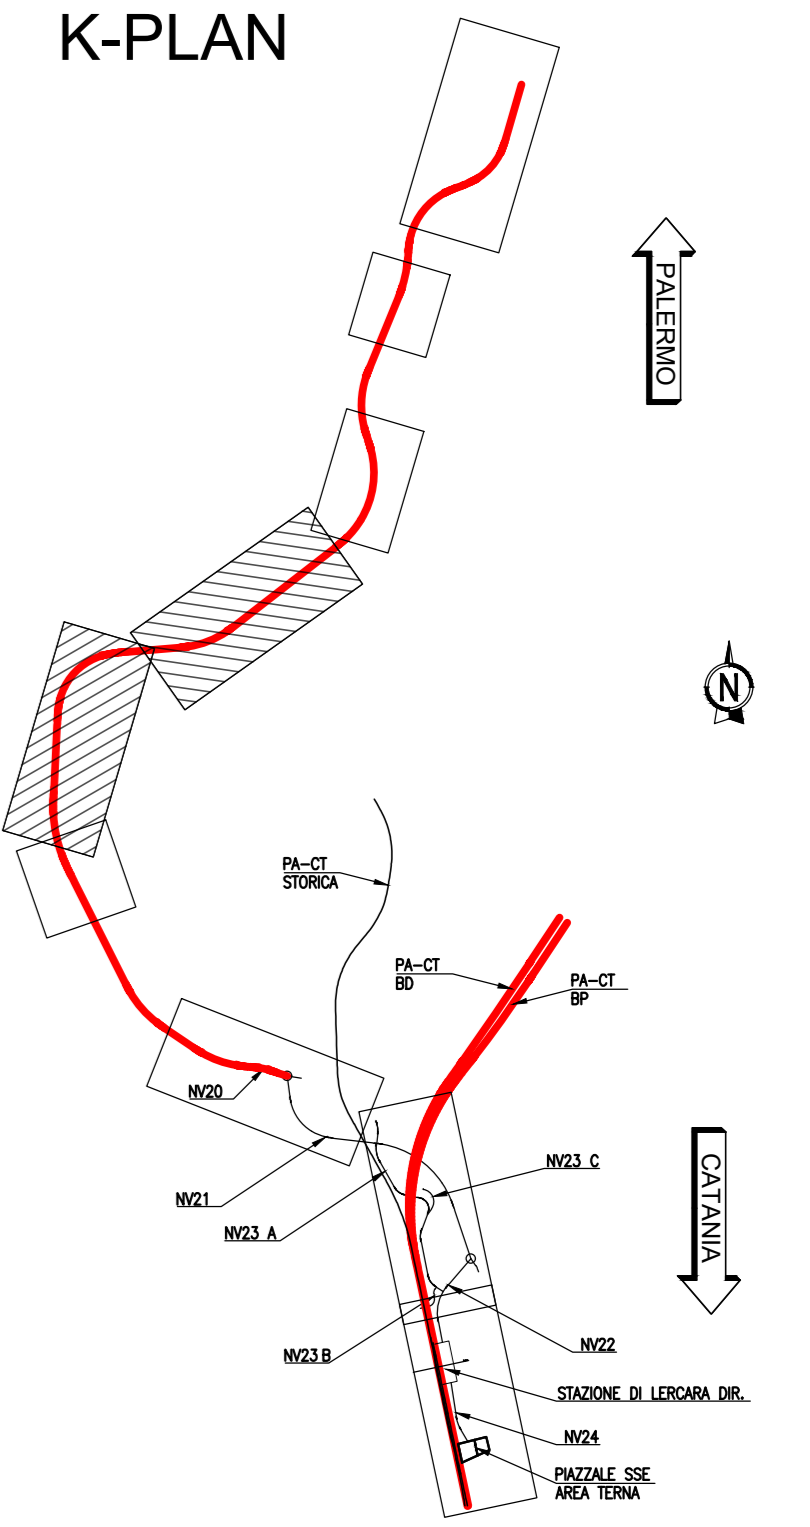 K-PLAN
PALERMO
N
PA-CT
STORICA
PA-CT
BD
PA-CT
BP
NV20
CATANIA
NV23 C
NV21
NV23 A
NV22
NV23 B
STAZIONE DI LERCARA DIR.
NV24
PIAZZALE SSE
AREA TERNA